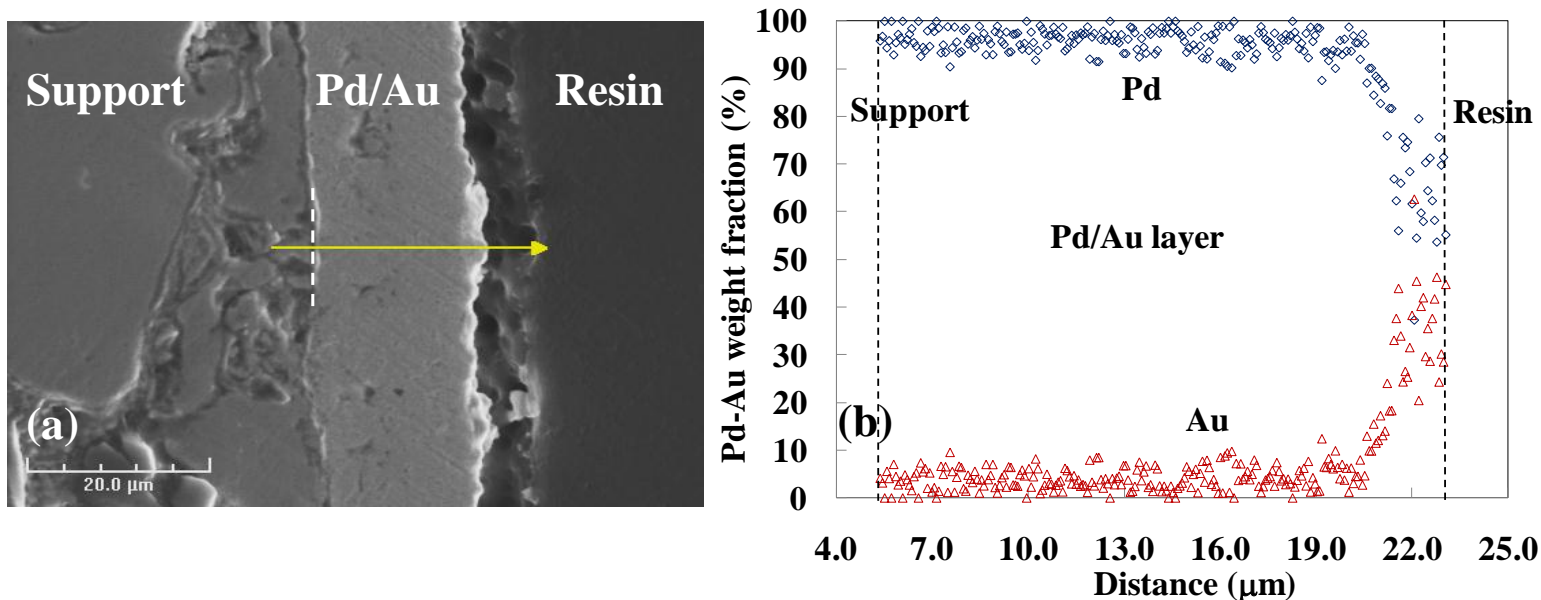 Support
Pd/Au
Resin
(a)
20.0 μm
Pd-Au weight fraction (%)
100
90
80
70
60
50
40
30
20
10
0
Pd
Support
Resin
Pd/Au layer
Au
(b)
4.0 7.0 10.0 13.0 16.0 19.0 22.0 25.0
Distance (μm)